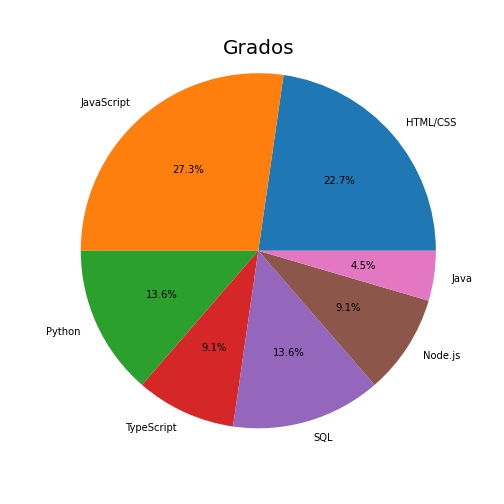 Grados
JavaScript
HTML/CSS
27.3%
22.7%
4.5%
Java
13.6%
9.1%
Python
9.1%
13.6%
Node.js
TypeScript
SQL